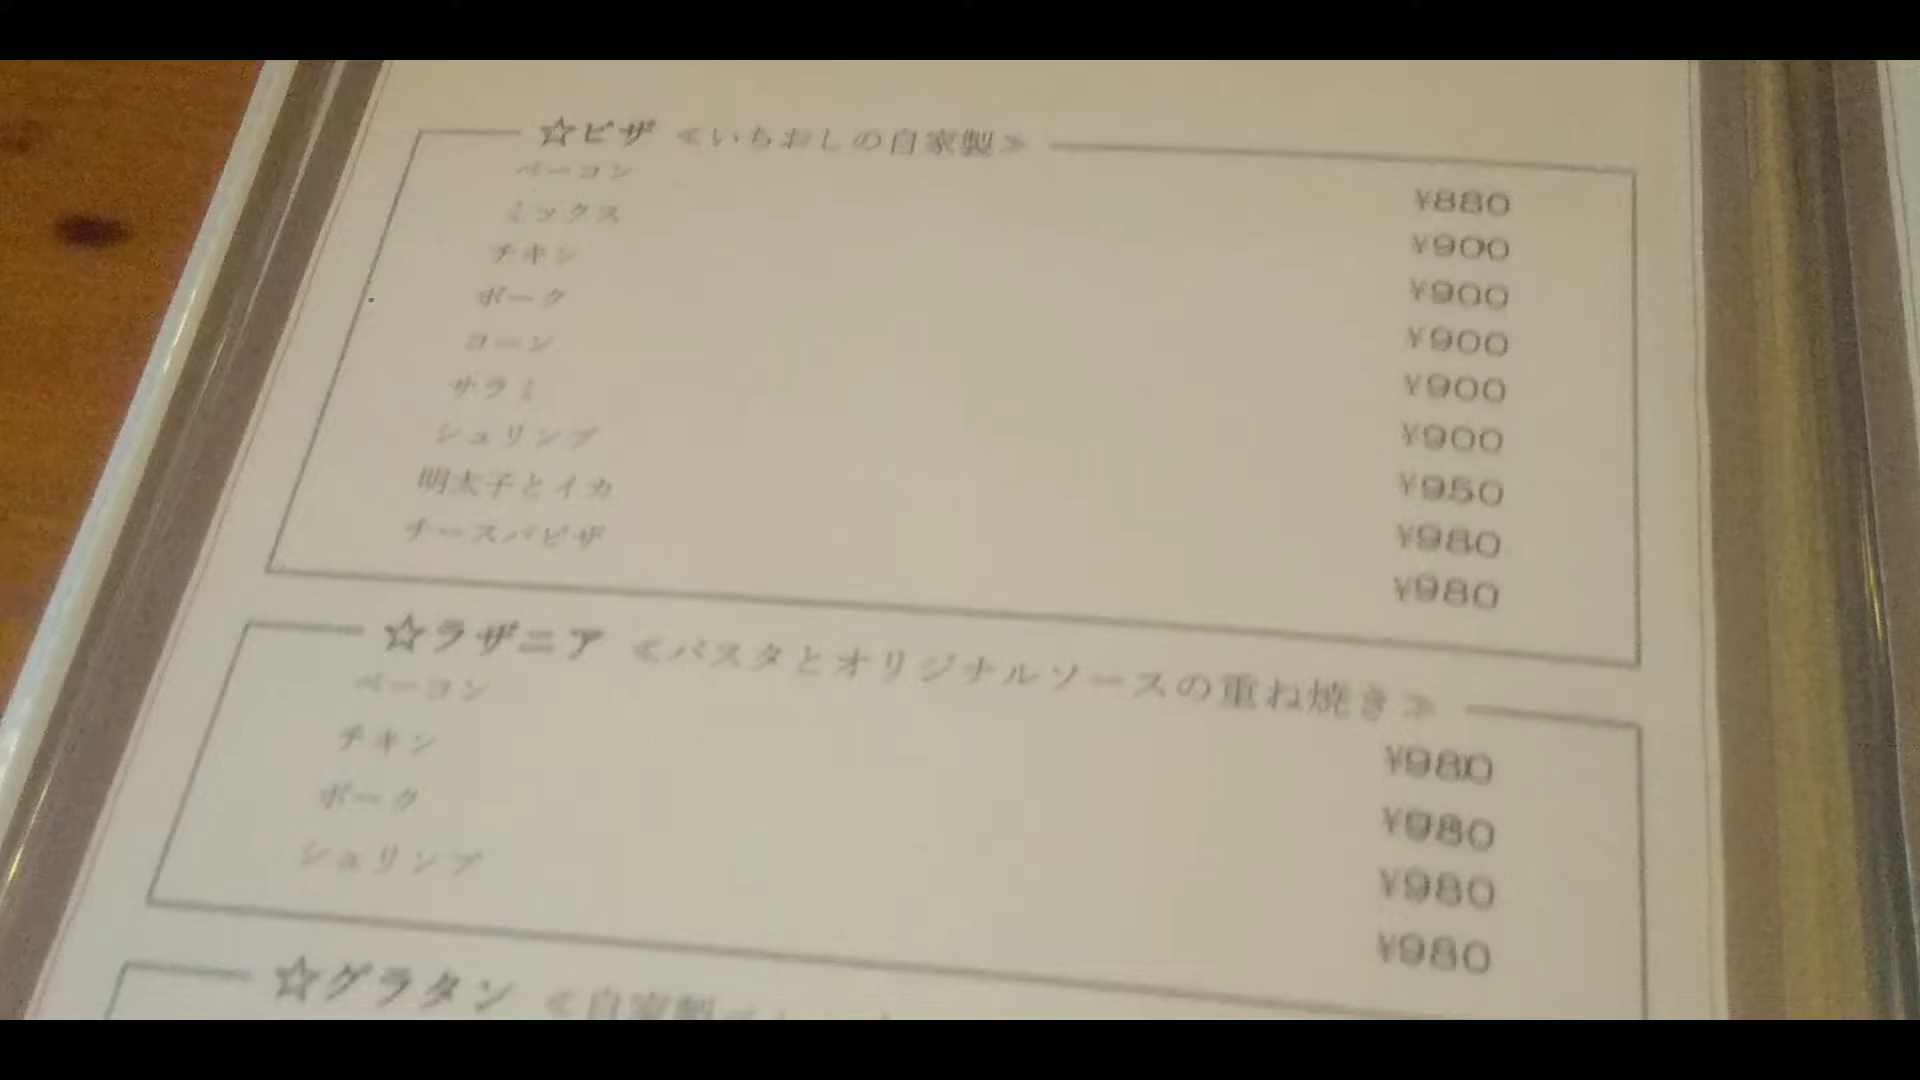 ☆ピザ ≪いちおしの自家製≫
ベーコン ¥880
ミックス ¥900
チキン ¥900
ポーク ¥900
コーン ¥900
サラミ ¥900
シュリンプ ¥950
明太子とイカ ¥980
チースパピザ ¥980
☆ラザニア ≪パスタとオリジナルソースの重ね焼き≫
ベーコン ¥980
チキン ¥980
ポーク ¥980
シュリンプ ¥980
☆グラタン ≪自家製